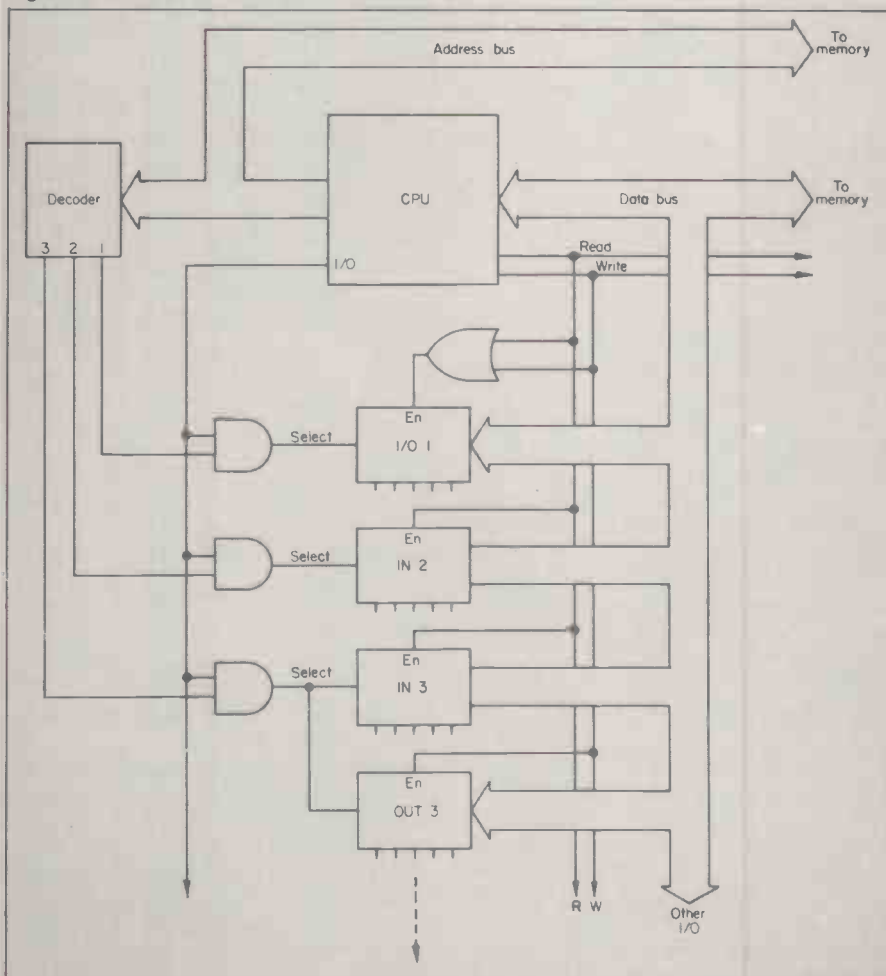 Address bus
To
memory
Decoder
3 2 1
CPU
I/O
Data bus
To
memory
Read
Write
En
I/O 1
Select
En
IN 2
Select
En
IN 3
Select
En
OUT 3
R W
Other
I/O